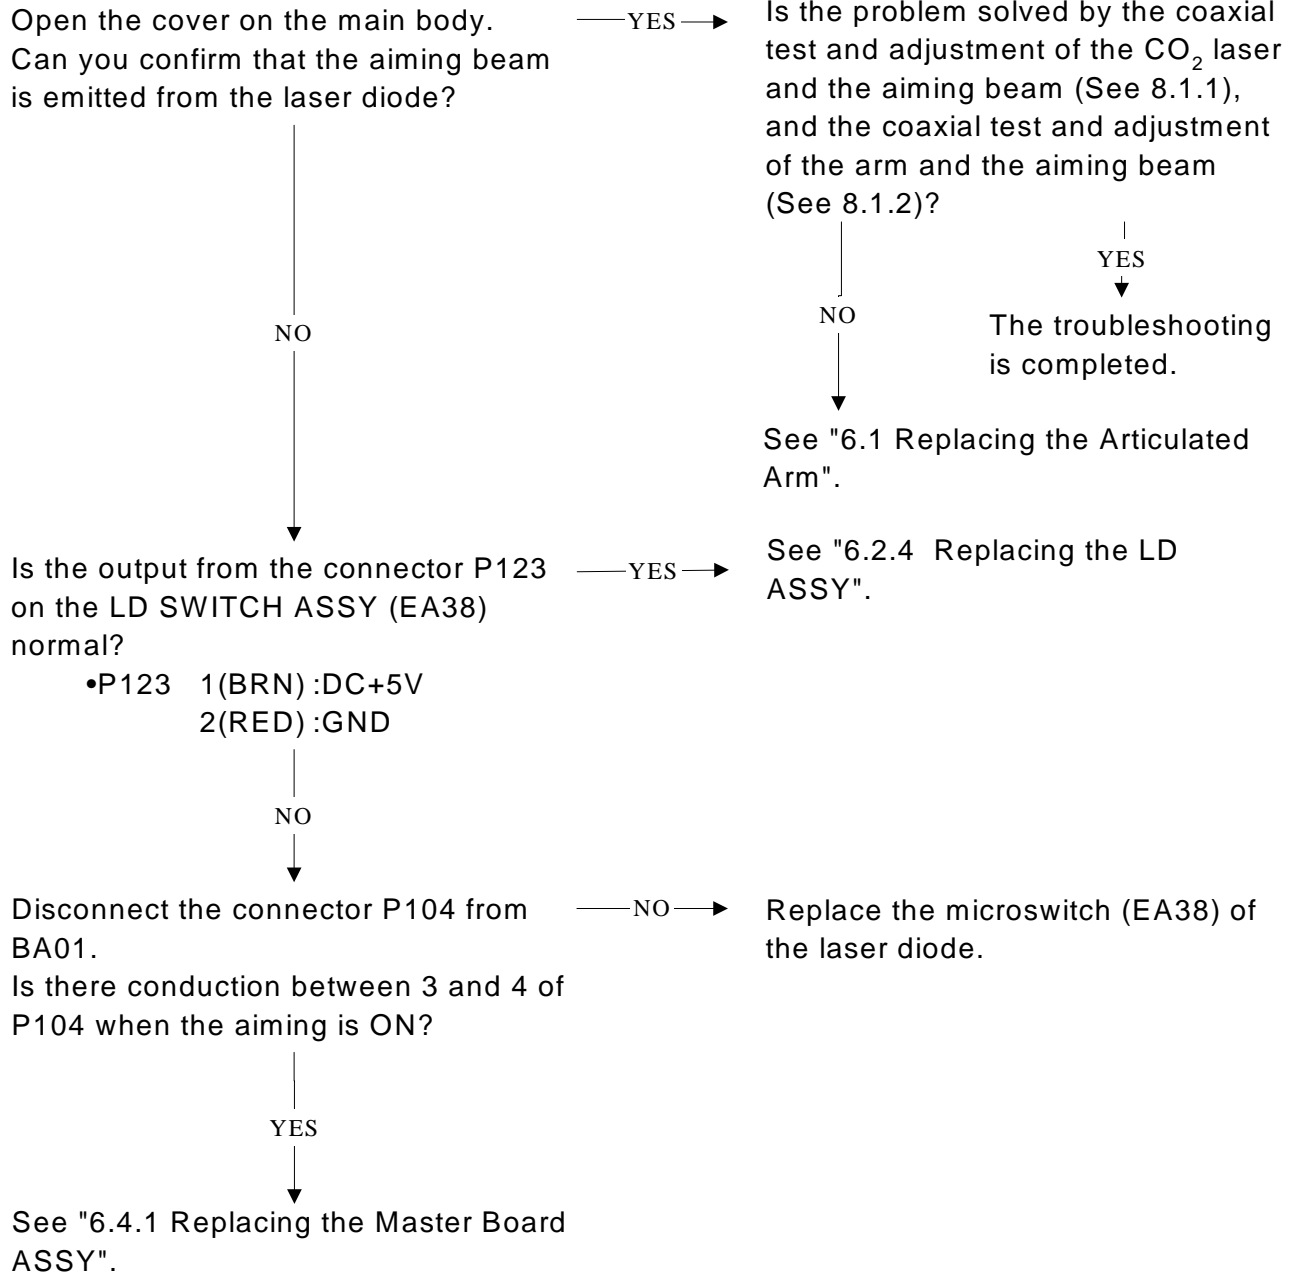 Open the cover on the main body.
Can you confirm that the aiming beam
is emitted from the laser diode?
YES
Is the problem solved by the coaxial
test and adjustment of the CO2 laser
and the aiming beam (See 8.1.1),
and the coaxial test and adjustment
of the arm and the aiming beam
(See 8.1.2)?
YES
The troubleshooting
is completed.
NO
See "6.1 Replacing the Articulated
Arm".
NO
Is the output from the connector P123
on the LD SWITCH ASSY (EA38)
normal?
•P123 1(BRN) :DC+5V
2(RED) :GND
YES
See "6.2.4 Replacing the LD
ASSY".
NO
Disconnect the connector P104 from
BA01.
Is there conduction between 3 and 4 of
P104 when the aiming is ON?
NO
Replace the microswitch (EA38) of
the laser diode.
YES
See "6.4.1 Replacing the Master Board
ASSY".